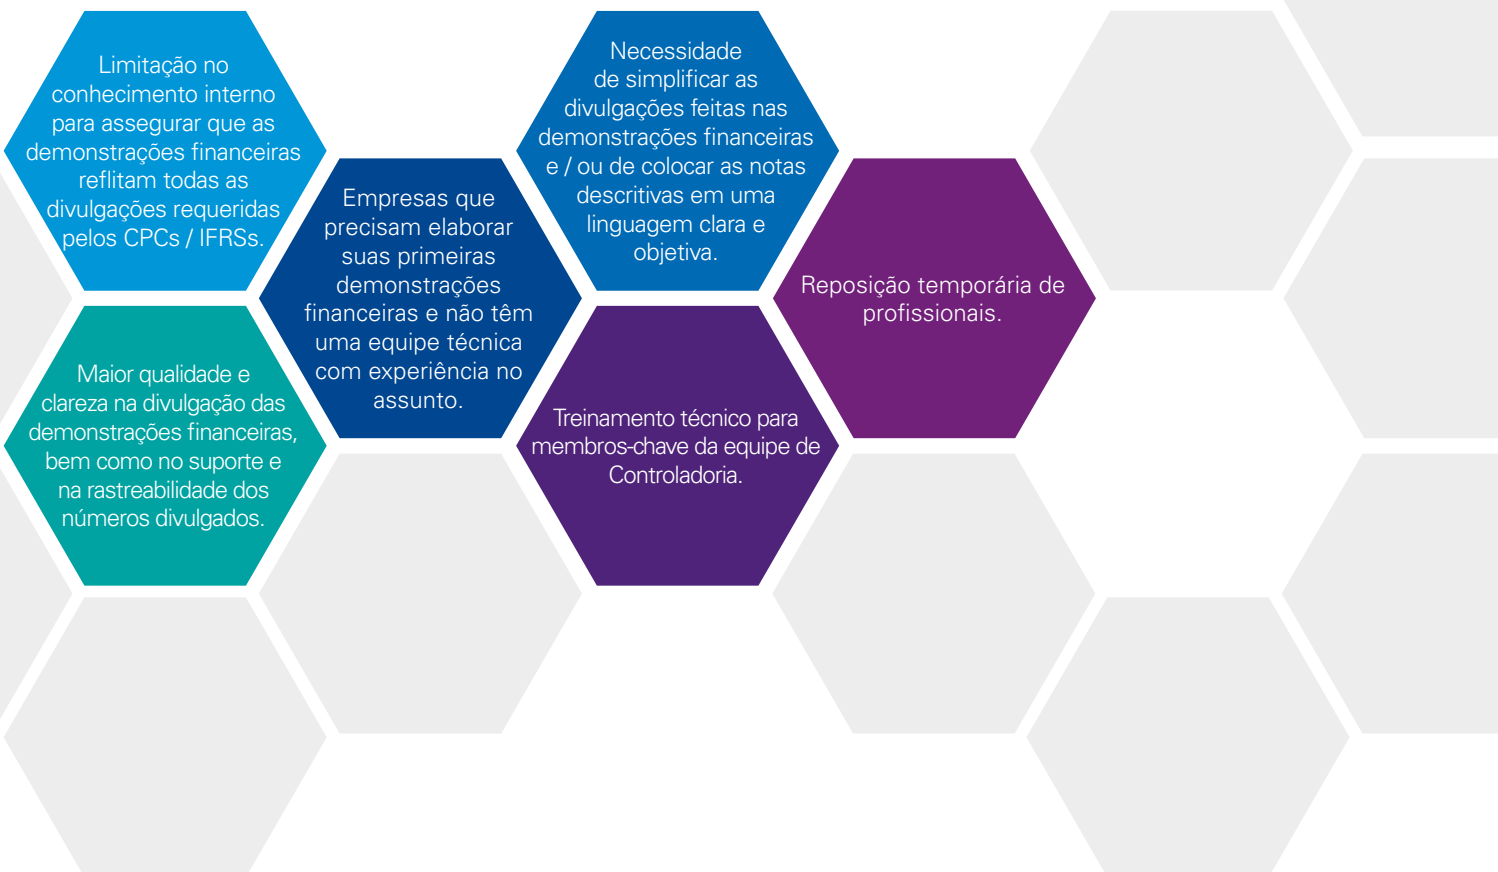 Limitação no
conhecimento interno
para assegurar que as
demonstrações financeiras
reflitam todas as
divulgações requeridas
pelos CPCs / IFRSs.
Maior qualidade e
clareza na divulgação das
demonstrações financeiras,
bem como no suporte e
na rastreabilidade dos
números divulgados.
Empresas que
precisam elaborar
suas primeiras
demonstrações
financeiras e não têm
uma equipe técnica
com experiência no
assunto.
Necessidade
de simplificar as
divulgações feitas nas
demonstrações financeiras
e / ou de colocar as notas
descritivas em uma
linguagem clara e
objetiva.
Treinamento técnico para
membros-chave da equipe de
Controladoria.
Reposição temporária de
profissionais.